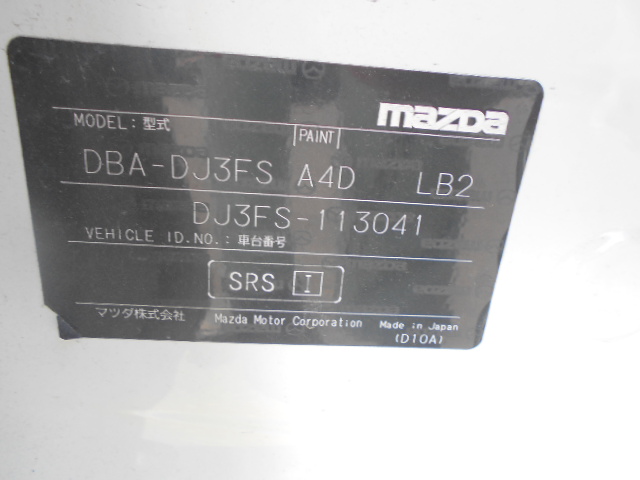 mazda
MODEL: 型式 PAINT
DBA-DJ3FS A4D LB2
DJ3FS-113041
VEHICLE ID.NO.: 車台番号
SRS I
マツダ株式会社 Mazda Motor Corporation Made in Japan
(D10A)